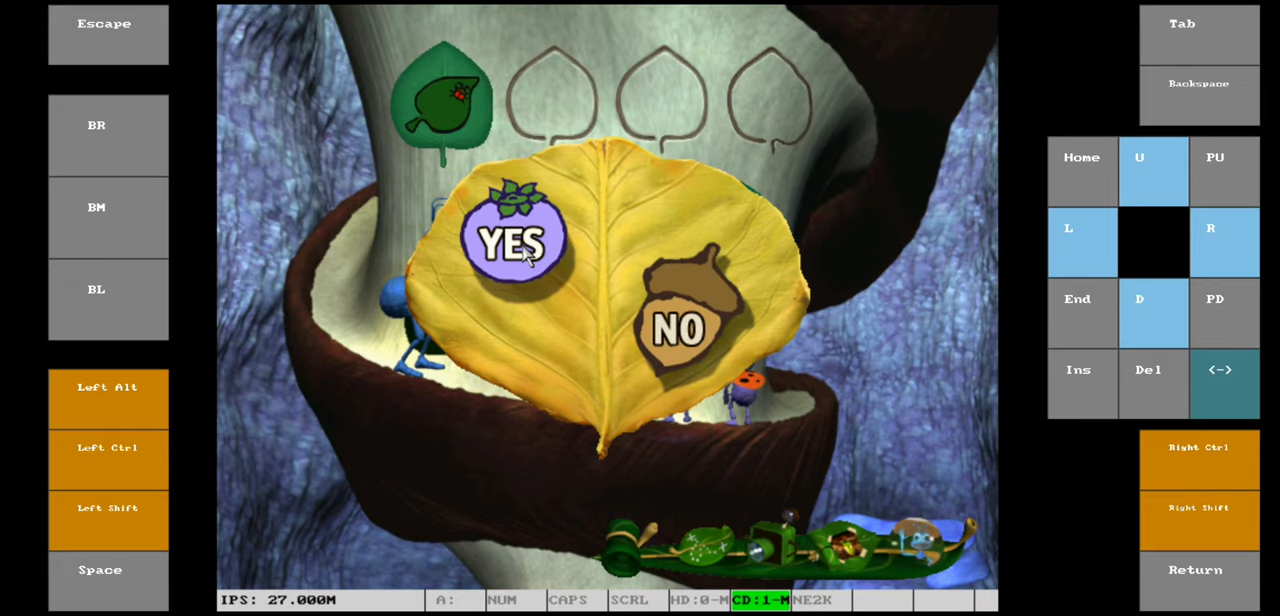 Escape
BR
BM
BL
Left Alt
Left Ctrl
Left Shift
Space
YES
NO
IPS: 27.000M
A:
NUM
CAPS
SCRL
HD:0-M
CD:1-M
NE2K
Tab
Backspace
Home
U
PU
L
R
End
D
PD
Ins
Del
<->
Right Ctrl
Right Shift
Return